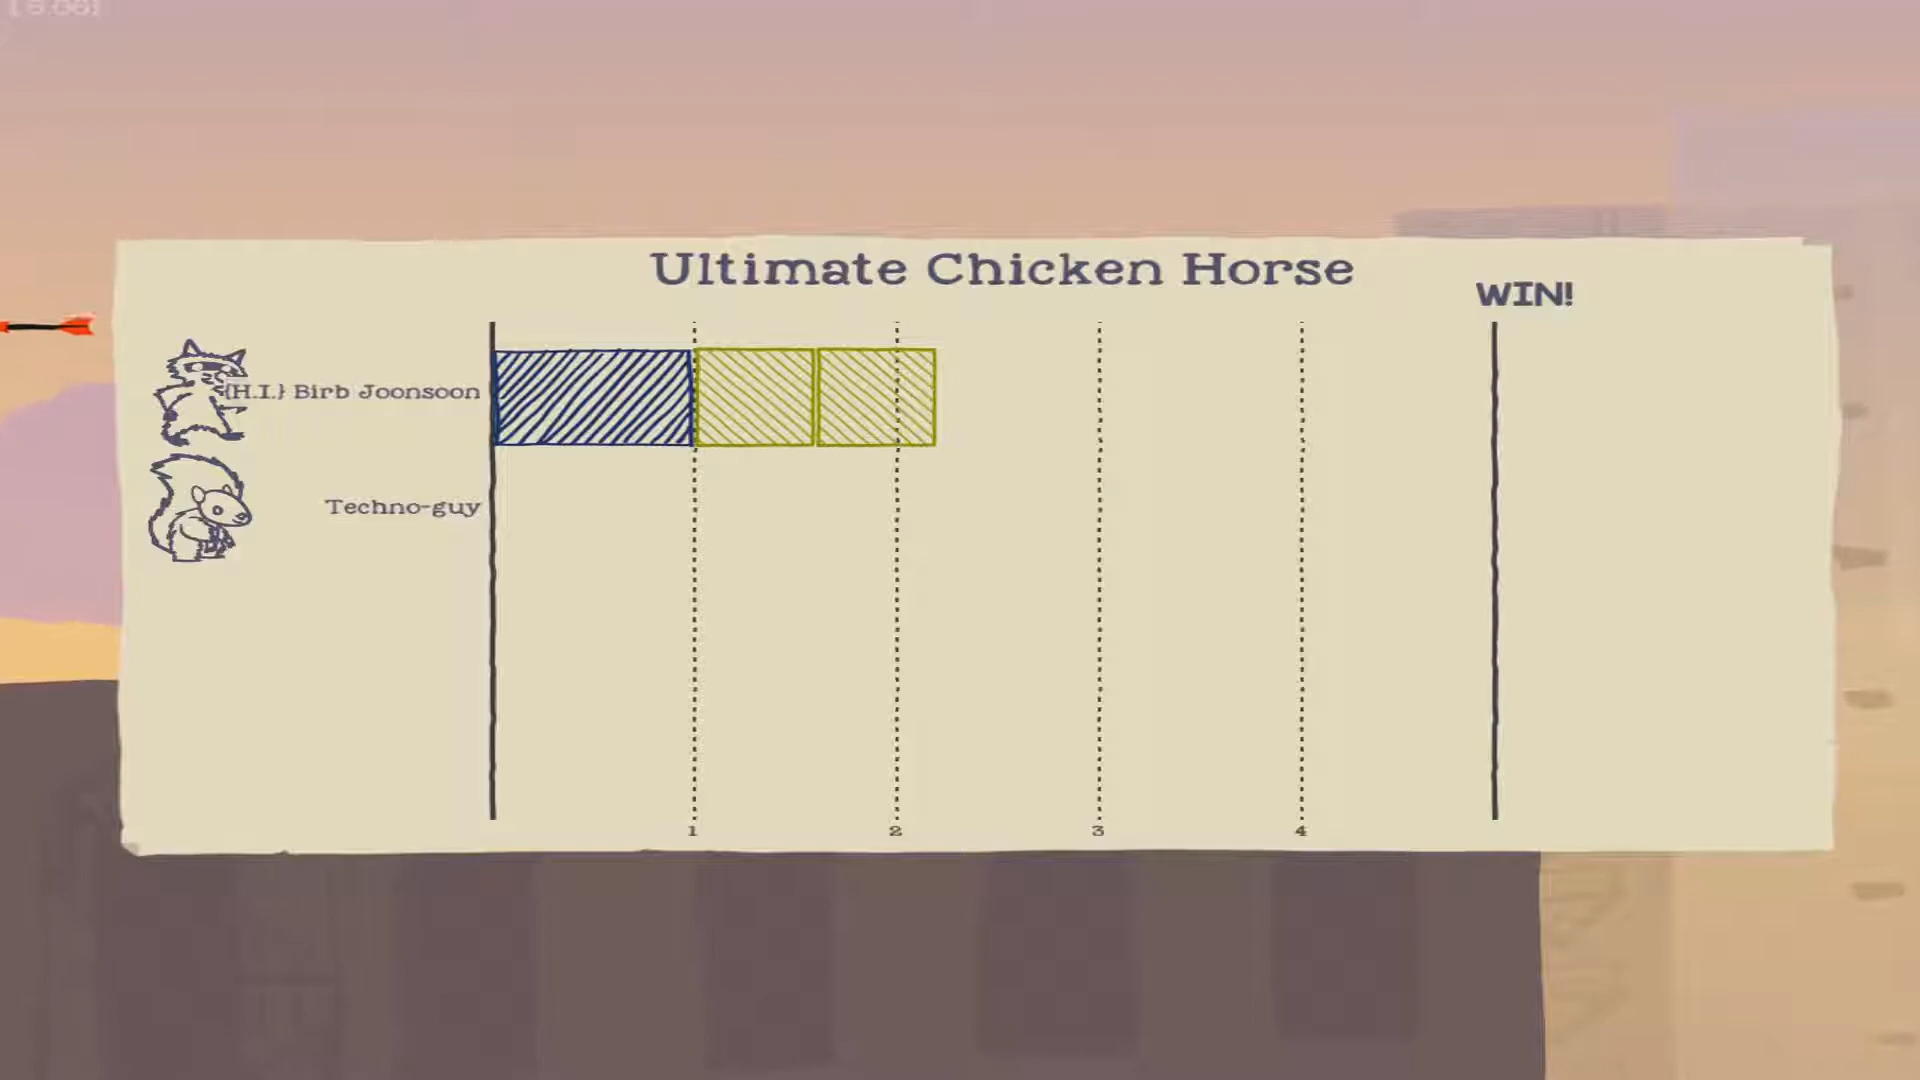 Ultimate Chicken Horse
WIN!
{H.I.} Birb Joonsoon
Techno-guy
1 2 3 4